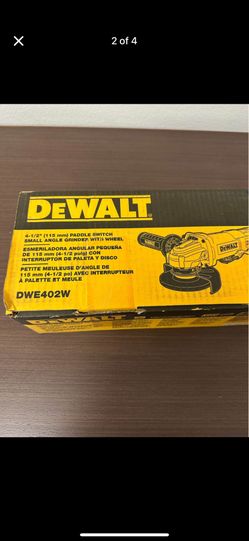 2 of 4
DEWALT®
4-1/2" (115 mm) PADDLE SWITCH
SMALL ANGLE GRINDER WITH WHEEL
ESMERILADORA ANGULAR PEQUEÑA
DE 115 mm (4-1/2 pulg) CON
INTERRUPTOR DE PALETA Y DISCO
PETITE MEULEUSE D'ANGLE DE
115 mm (4-1/2 po) AVEC INTERRUPTEUR
À PALETTE ET MEULE
DWE402W